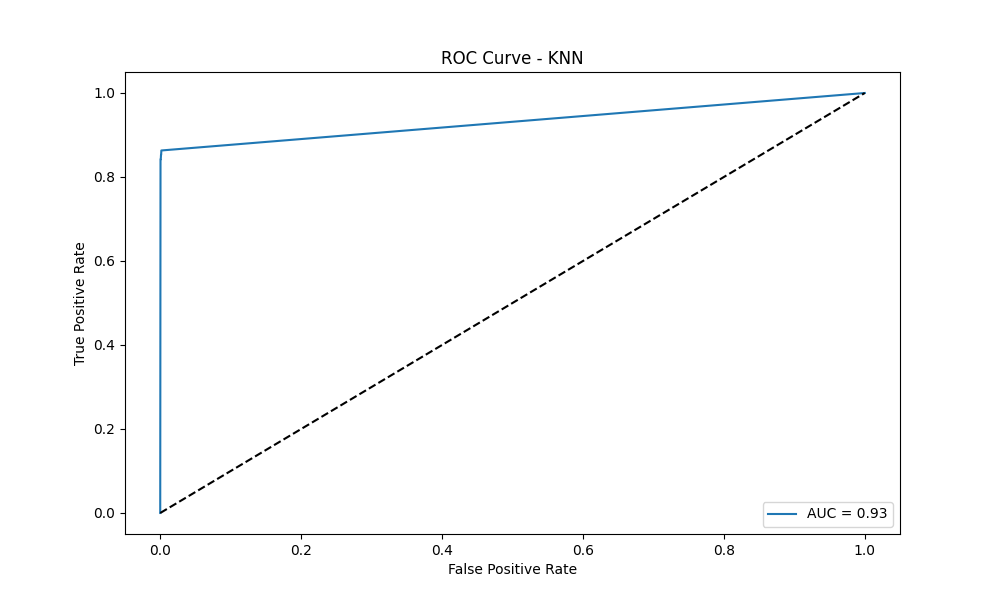 ROC Curve - KNN
True Positive Rate
1.0
0.8
0.6
0.4
0.2
0.0
0.0 0.2 0.4 0.6 0.8 1.0
False Positive Rate
AUC = 0.93